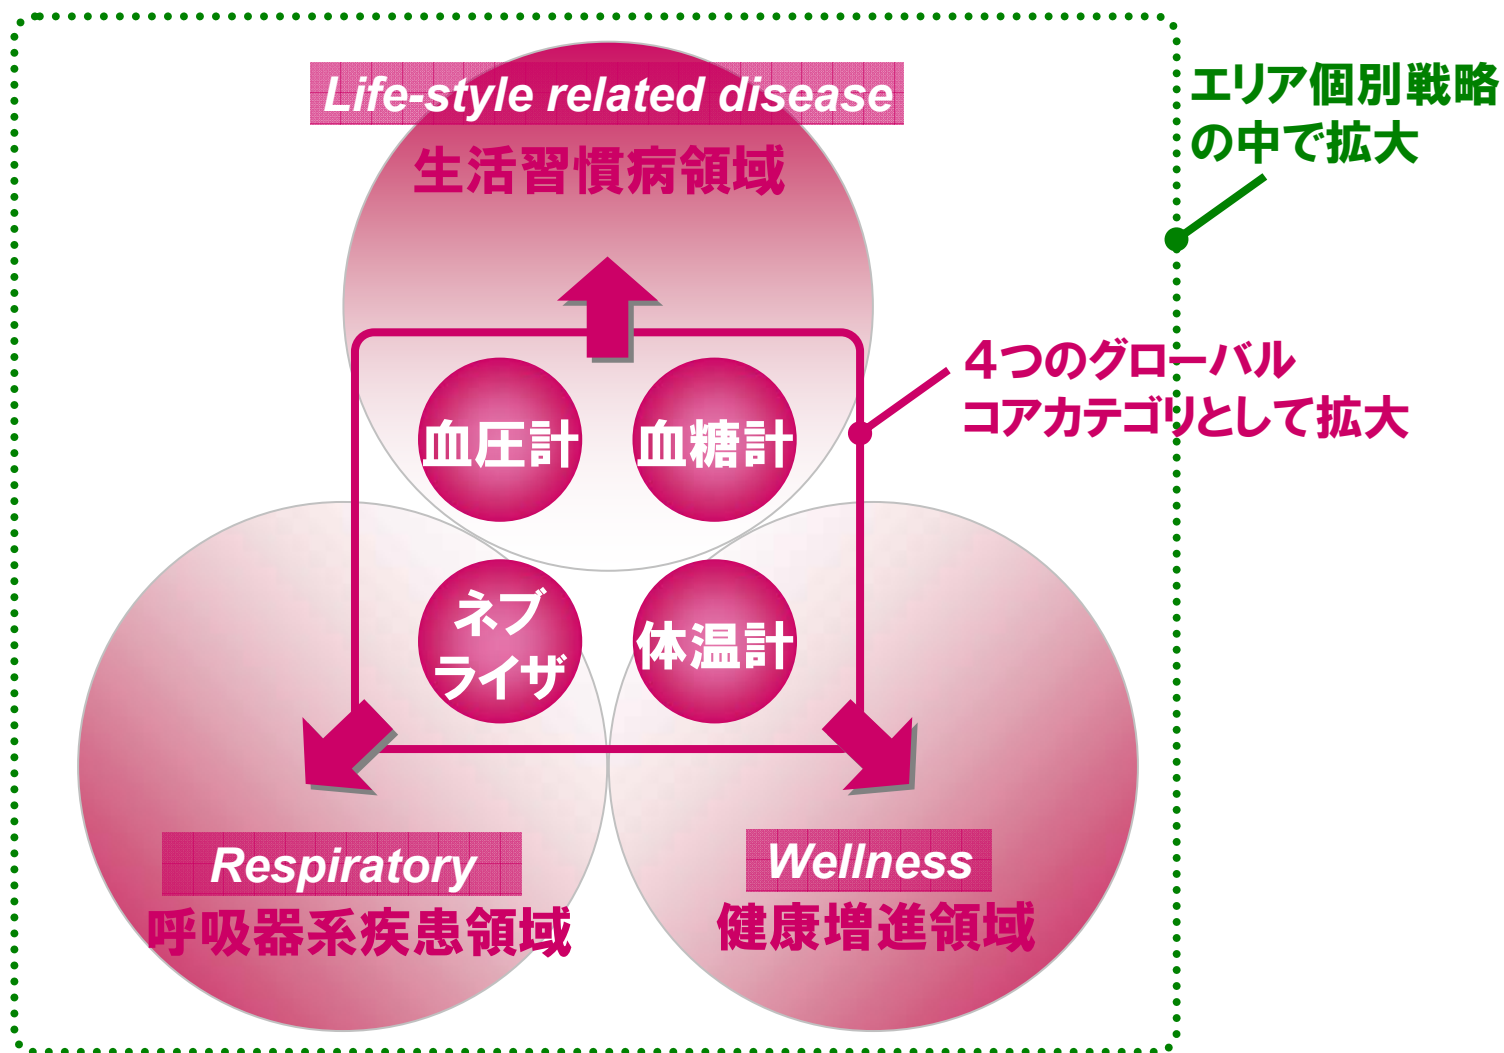 Life-style related disease
生活習慣病領域
エリア個別戦略
の中で拡大
4つのグローバル
コアカテゴリとして拡大
血圧計
血糖計
ネブ
ライザ
体温計
Respiratory
呼吸器系疾患領域
Wellness
健康増進領域